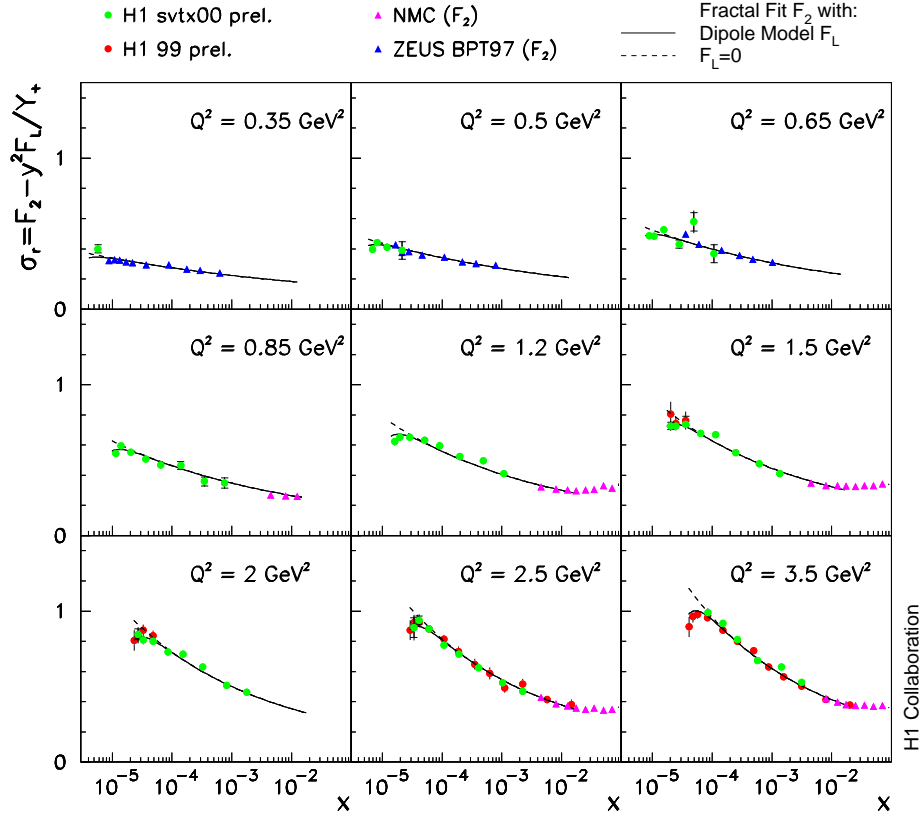 H1 svtx00 prel.
H1 99 prel.
NMC (F₂)
ZEUS BPT97 (F₂)
Fractal Fit F₂ with:
Dipole Model F_L
F_L=0
σᵣ=F₂−y²F_L/Y₊
Q² = 0.35 GeV²
Q² = 0.5 GeV²
Q² = 0.65 GeV²
1
0
Q² = 0.85 GeV²
Q² = 1.2 GeV²
Q² = 1.5 GeV²
1
0
Q² = 2 GeV²
Q² = 2.5 GeV²
Q² = 3.5 GeV²
1
0
10⁻⁵ 10⁻⁴ 10⁻³ 10⁻² 10⁻⁵ 10⁻⁴ 10⁻³ 10⁻² 10⁻⁵ 10⁻⁴ 10⁻³ 10⁻²
x x x
H1 Collaboration